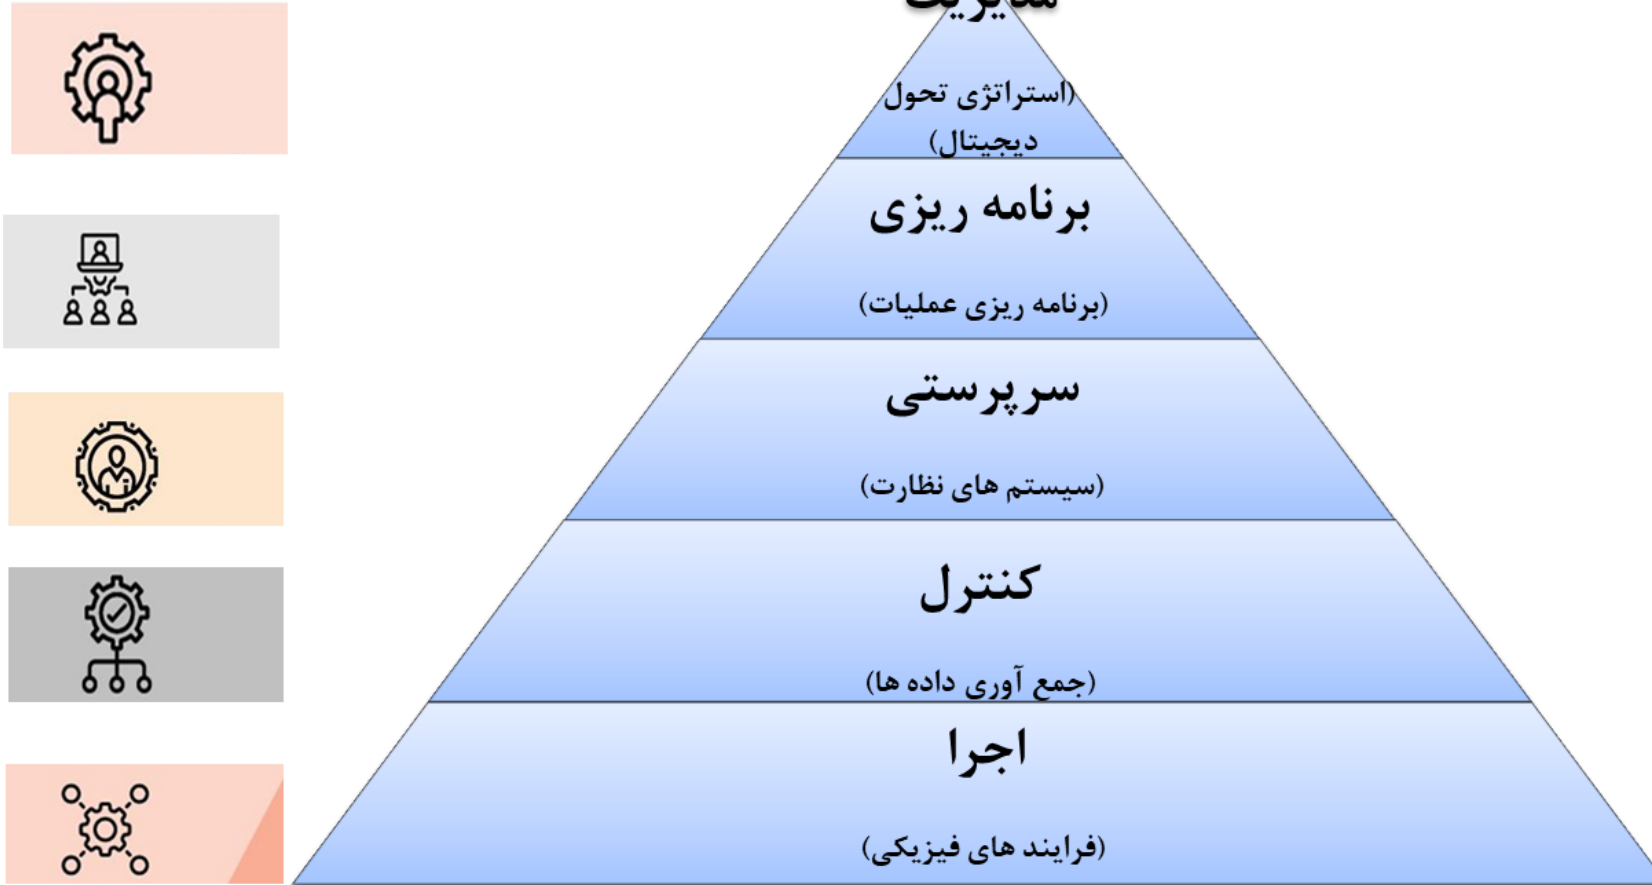 مدیریت
(استراتژی تحول
دیجیتال)
برنامه ریزی
(برنامه ریزی عملیات)
سرپرستی
(سیستم های نظارت)
کنترل
(جمع آوری داده ها)
اجرا
(فرایند های فیزیکی)